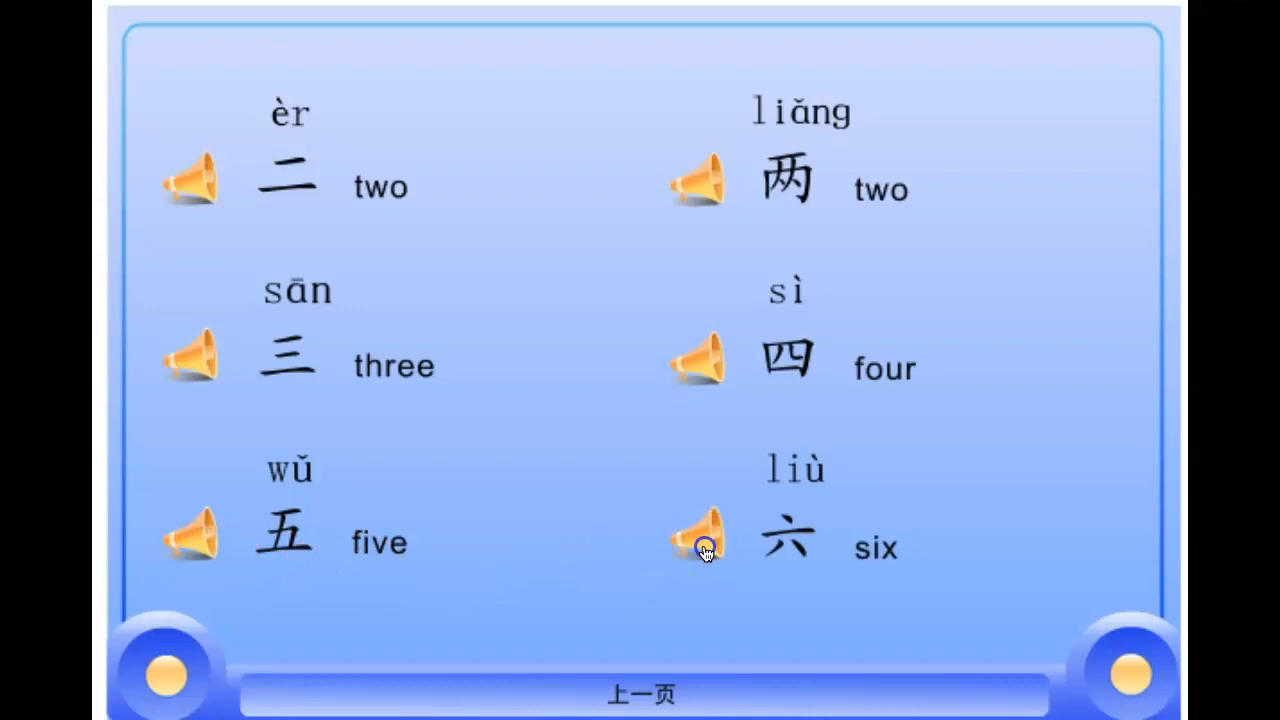 èr liǎng
二 two 两 two
sān sì
三 three 四 four
wǔ liù
五 five 六 six
上一页